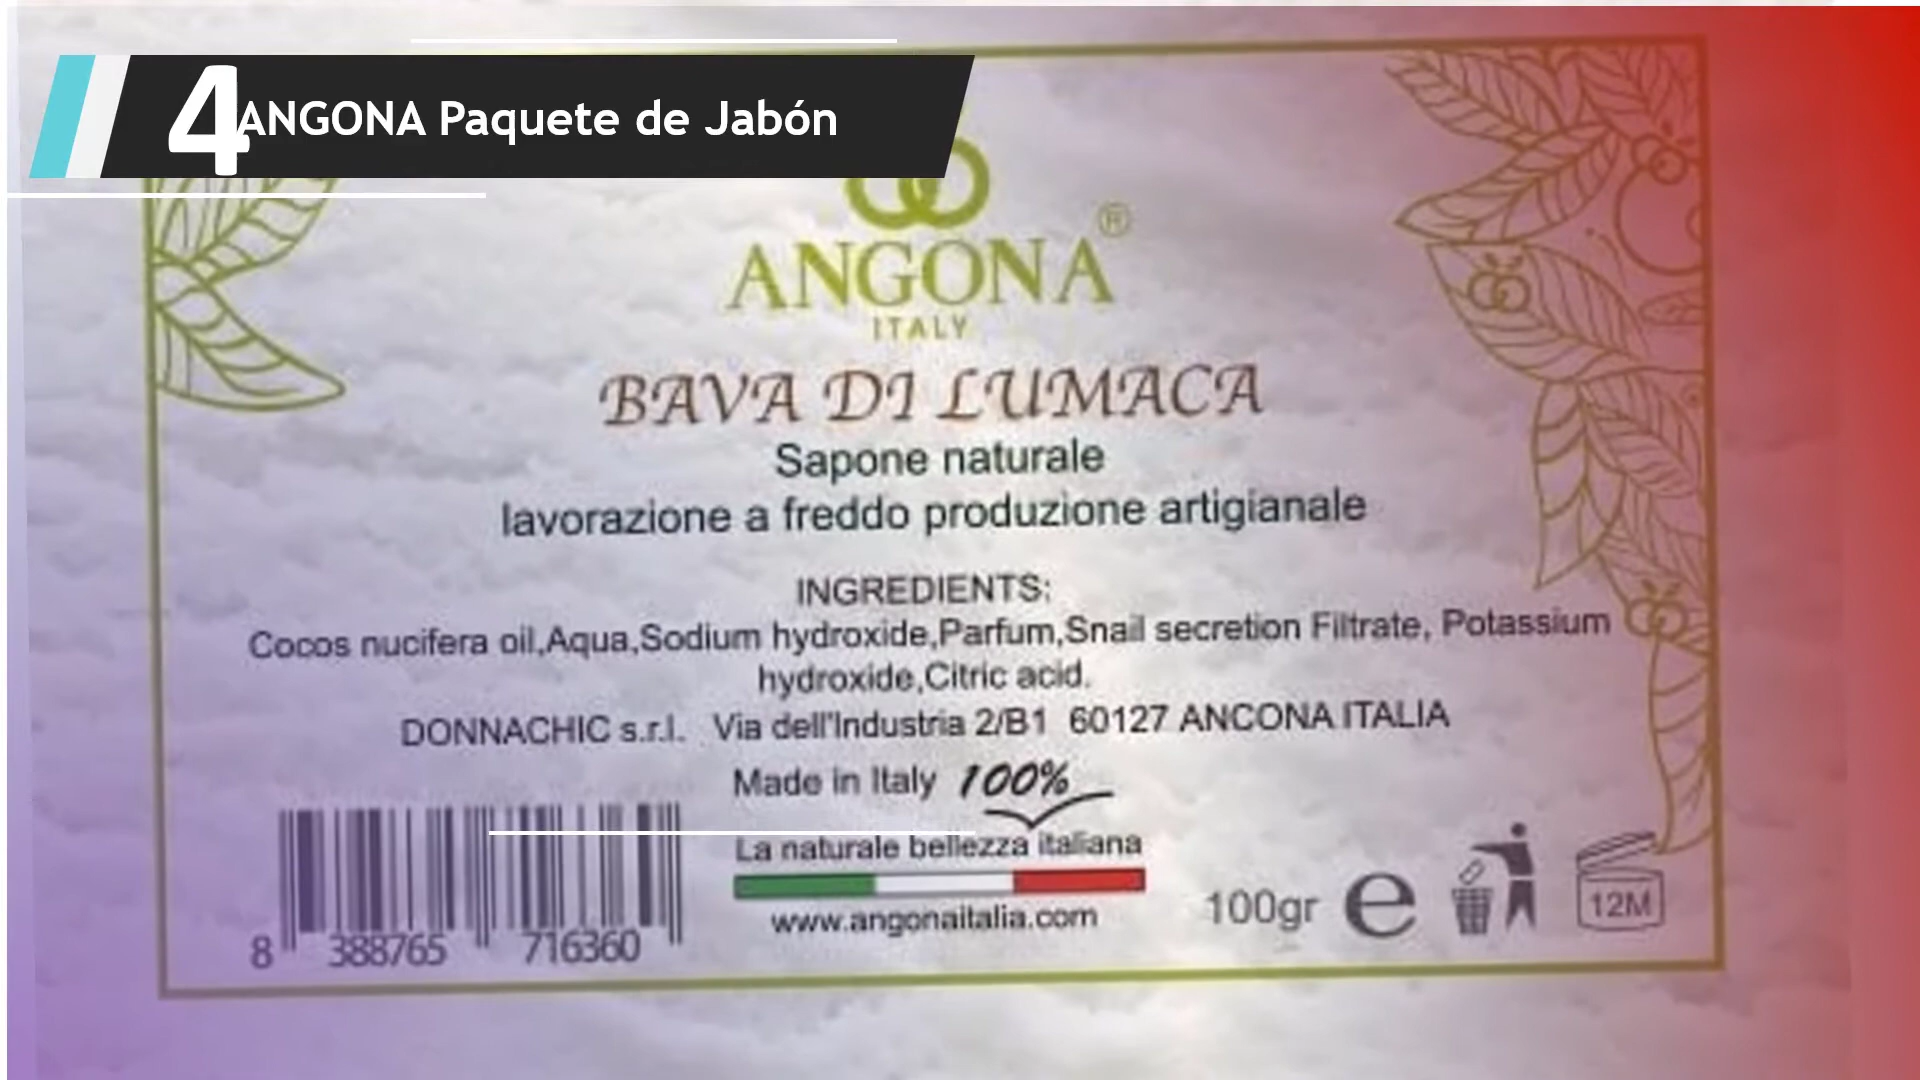 4 ANGONA Paquete de Jabón
ANGONA®
ITALY
BAVA DI LUMACA
Sapone naturale
lavorazione a freddo produzione artigianale
INGREDIENTS:
Cocos nucifera oil,Aqua,Sodium hydroxide,Parfum,Snail secretion Filtrate, Potassium
hydroxide,Citric acid.
DONNACHIC s.r.l. Via dell'Industria 2/B1 60127 ANCONA ITALIA
Made in Italy 100%
La naturale bellezza italiana
www.angonaitalia.com
8 388765 716360
100gr e
12M